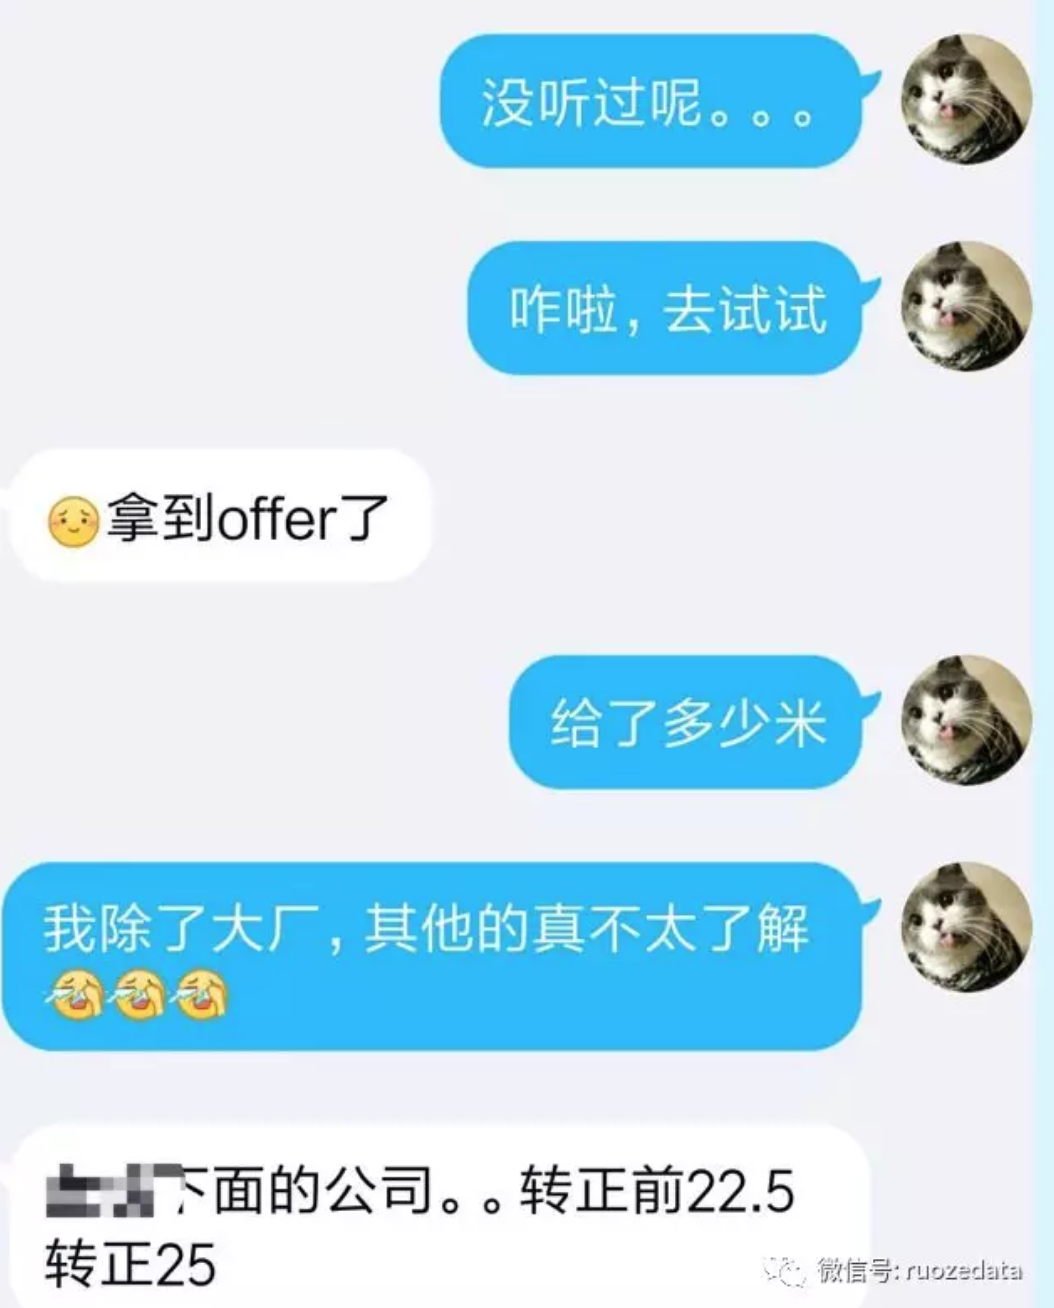 没听过呢。。。
咋啦，去试试
拿到offer了
给了多少米
我除了大厂，其他的真不太了解
下面的公司。。转正前22.5
转正25
微信号: ruozedata